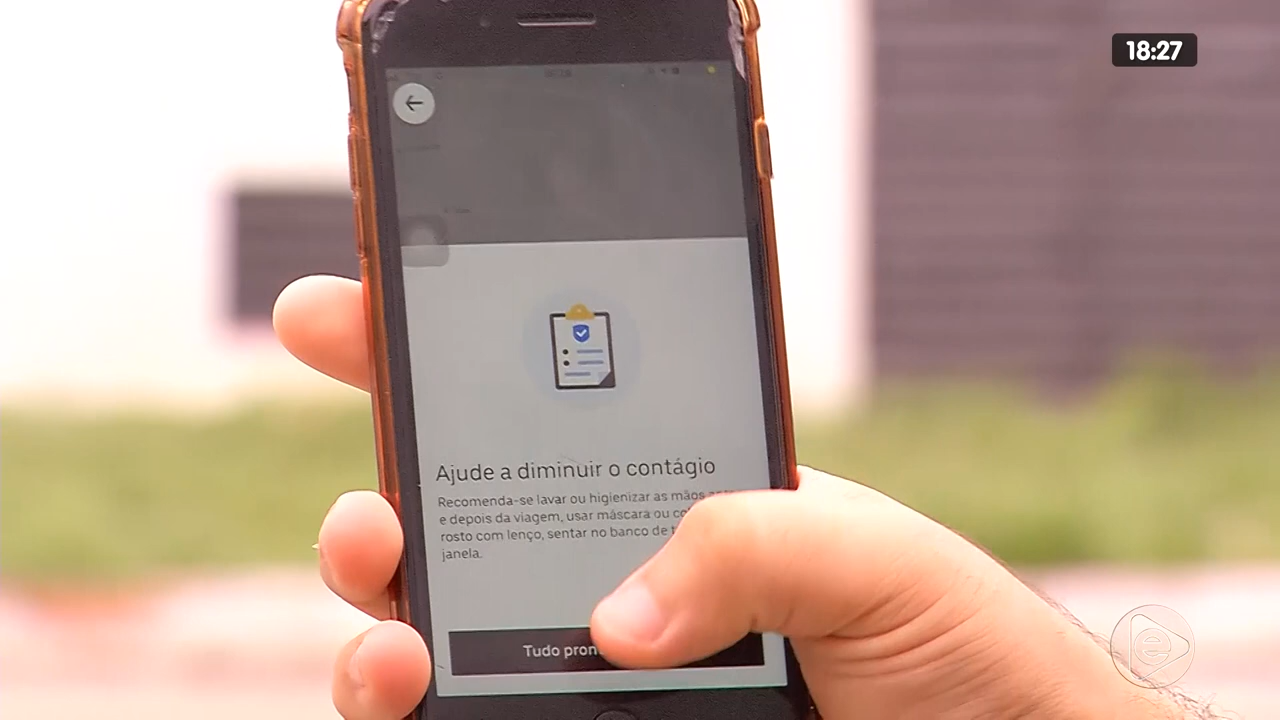 18:27
Ajude a diminuir o contágio
Recomenda-se lavar ou higienizar as mãos
e depois da viagem, usar máscara ou
rosto com lenço, sentar no banco de
janela.
Tudo
e